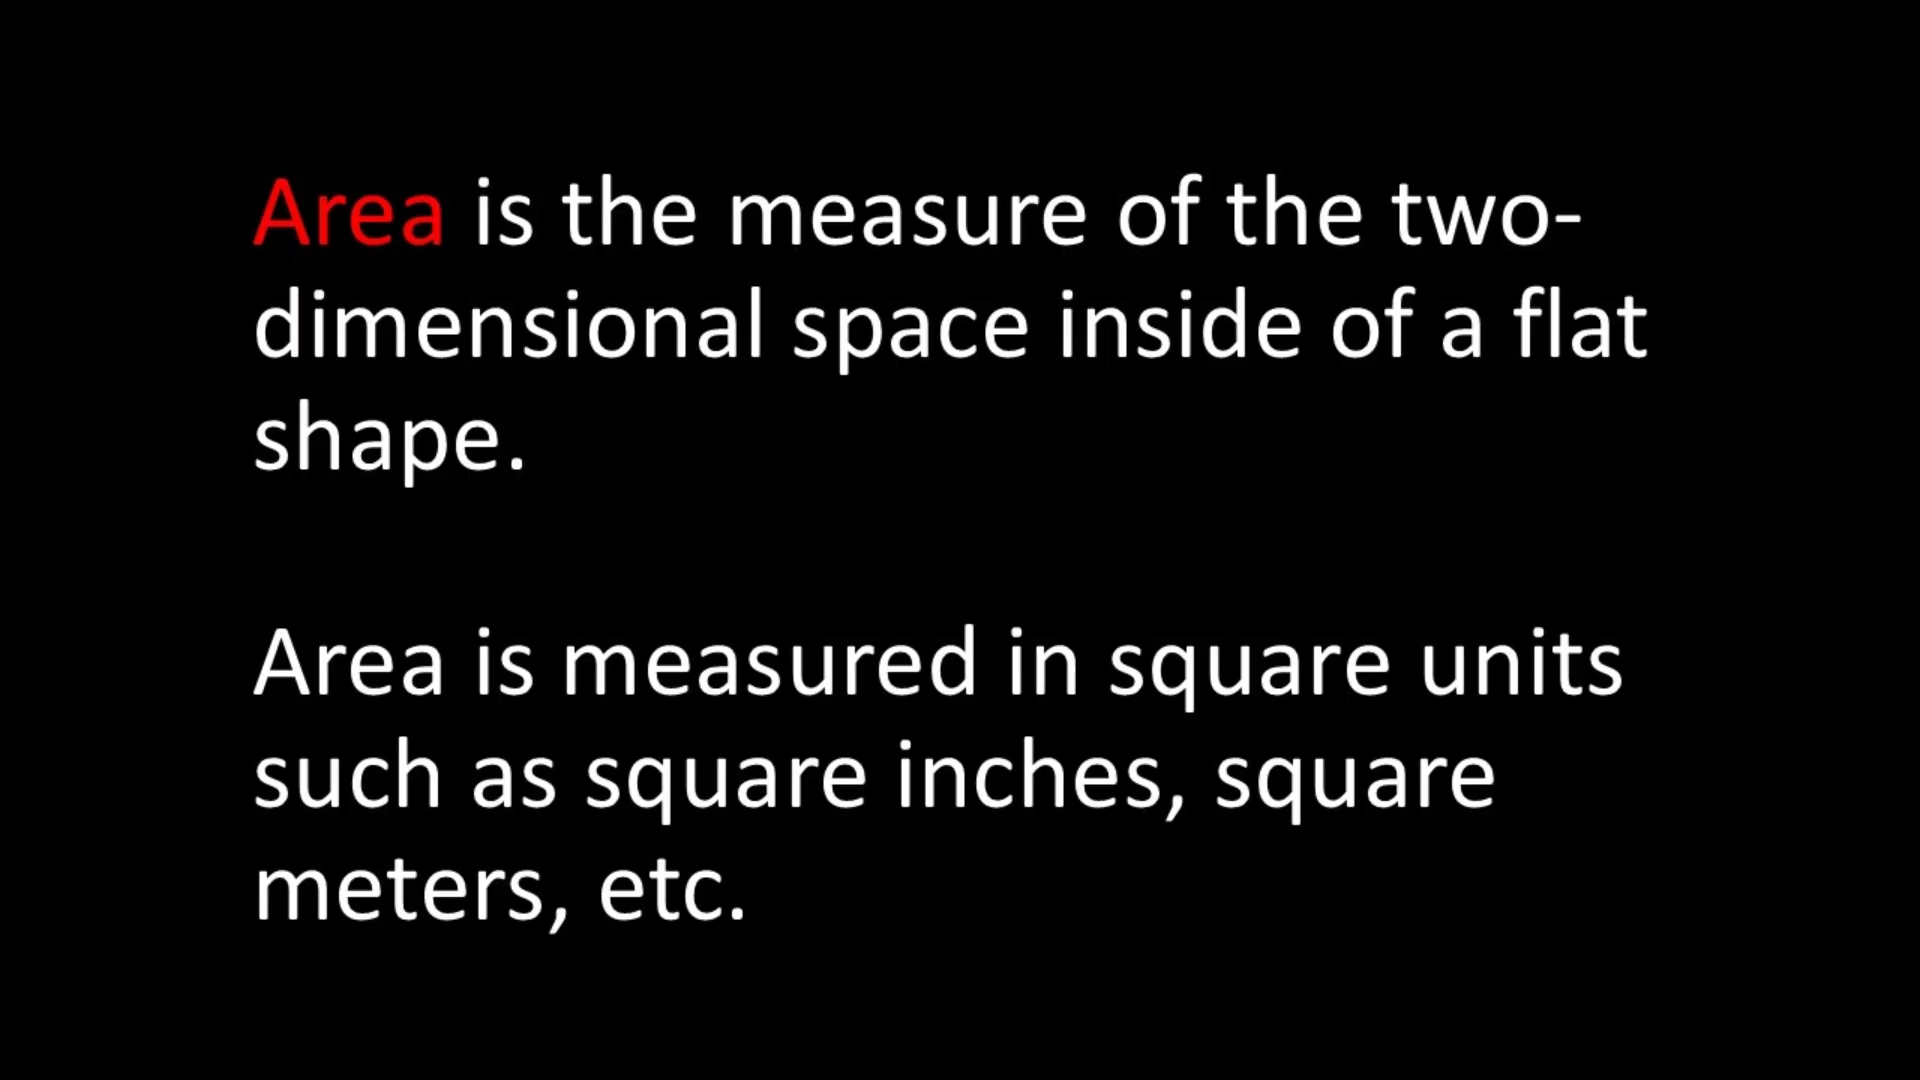 Area is the measure of the two-
dimensional space inside of a flat
shape.
Area is measured in square units
such as square inches, square
meters, etc.